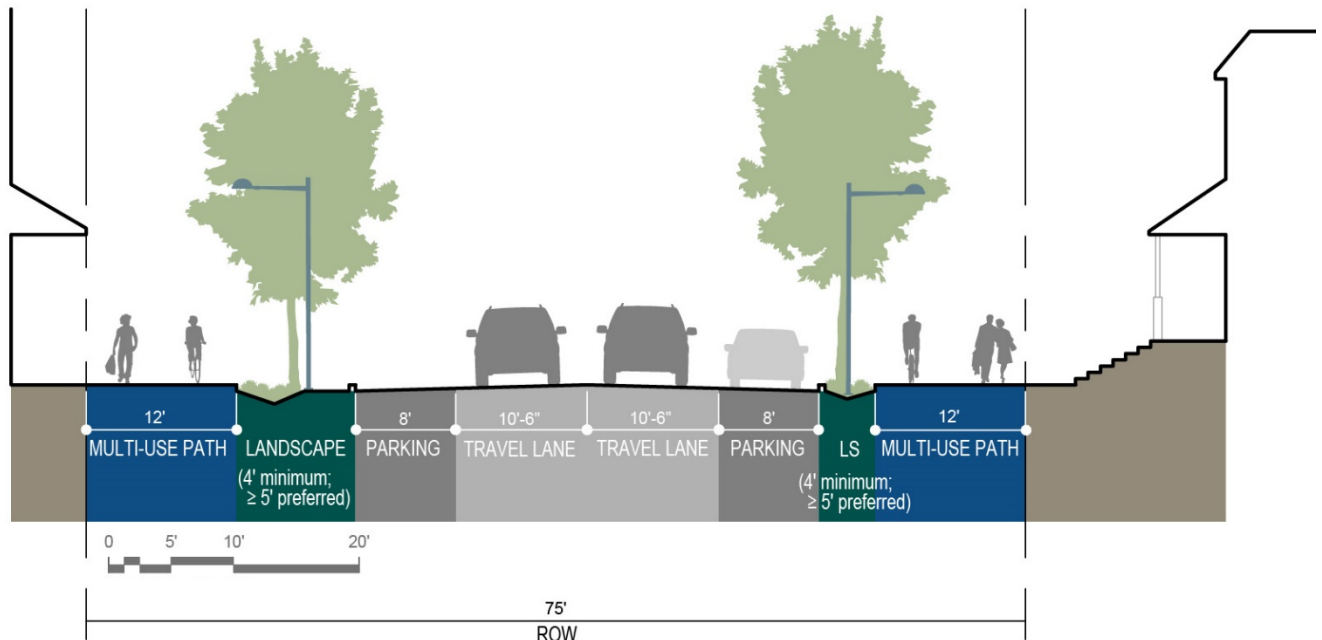 12' 8' 10'-6" 10'-6" 8' 12'
MULTI-USE PATH LANDSCAPE PARKING TRAVEL LANE TRAVEL LANE PARKING LS MULTI-USE PATH
(4' minimum;
≥ 5' preferred)
(4' minimum;
≥ 5' preferred)
0 5' 10' 20'
75'
ROW